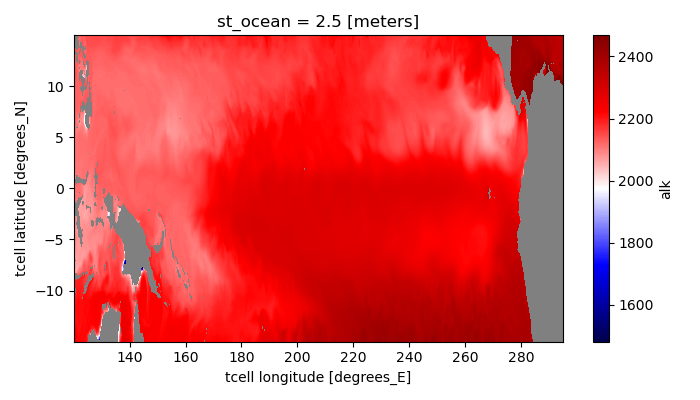 st_ocean = 2.5 [meters]
10
5
0
−5
−10
tcell latitude [degrees_N]
140 160 180 200 220 240 260 280
tcell longitude [degrees_E]
2400
2200
2000
1800
1600
alk